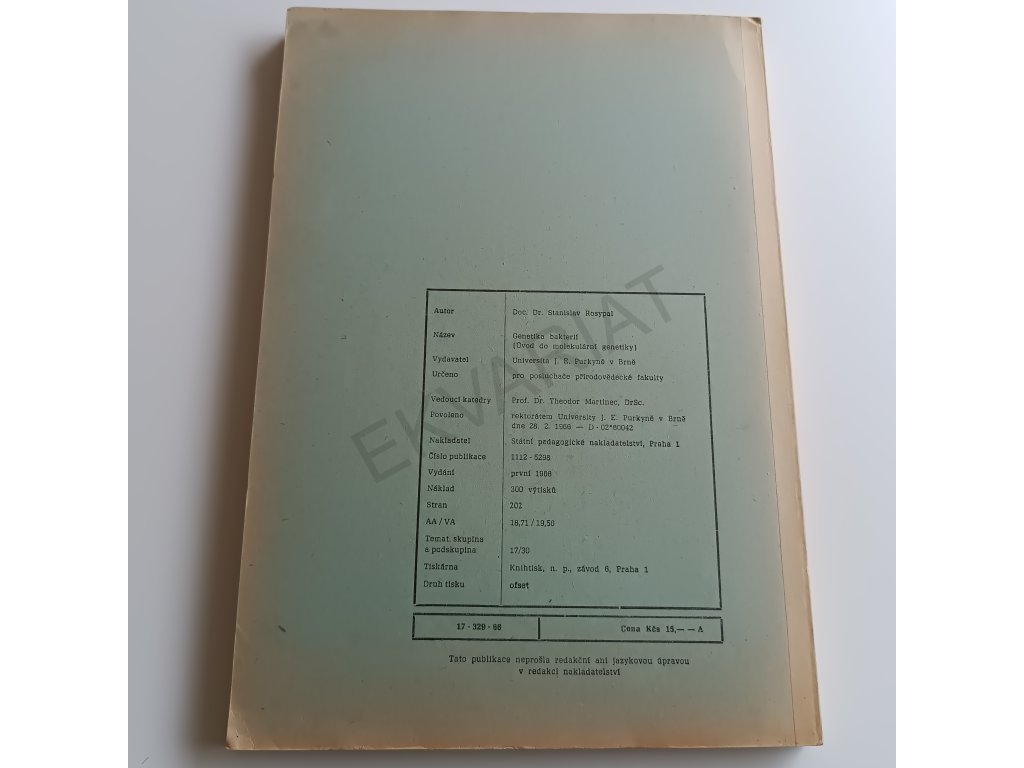 Autor Doc. Dr. Stanislav Rosypal
Název Genetika bakterií
(Úvod do molekulární genetiky)
Vydavatel Universita J. E. Purkyně v Brně
Určeno pro posluchače přírodovědecké fakulty
Vedoucí katedry Prof. Dr. Theodor Martinec, DrSc.
Povoleno rektorátem University J. E. Purkyně v Brně
dne 28. 2. 1966 — D - 02*60042
Nakladatel Státní pedagogické nakladatelství, Praha 1
Číslo publikace 1112 - 5298
Vydání první 1966
Náklad 300 výtisků
Stran 202
AA / VA 18,71 / 19,56
Temat. skupina
a podskupina 17/30
Tiskárna Knihtisk, n. p., závod 6, Praha 1
Druh tisku ofset
17 - 329 - 66 Cena Kčs 15,— — A
Tato publikace neprošla redakční ani jazykovou úpravou
v redakci nakladatelství
EKVARIAT